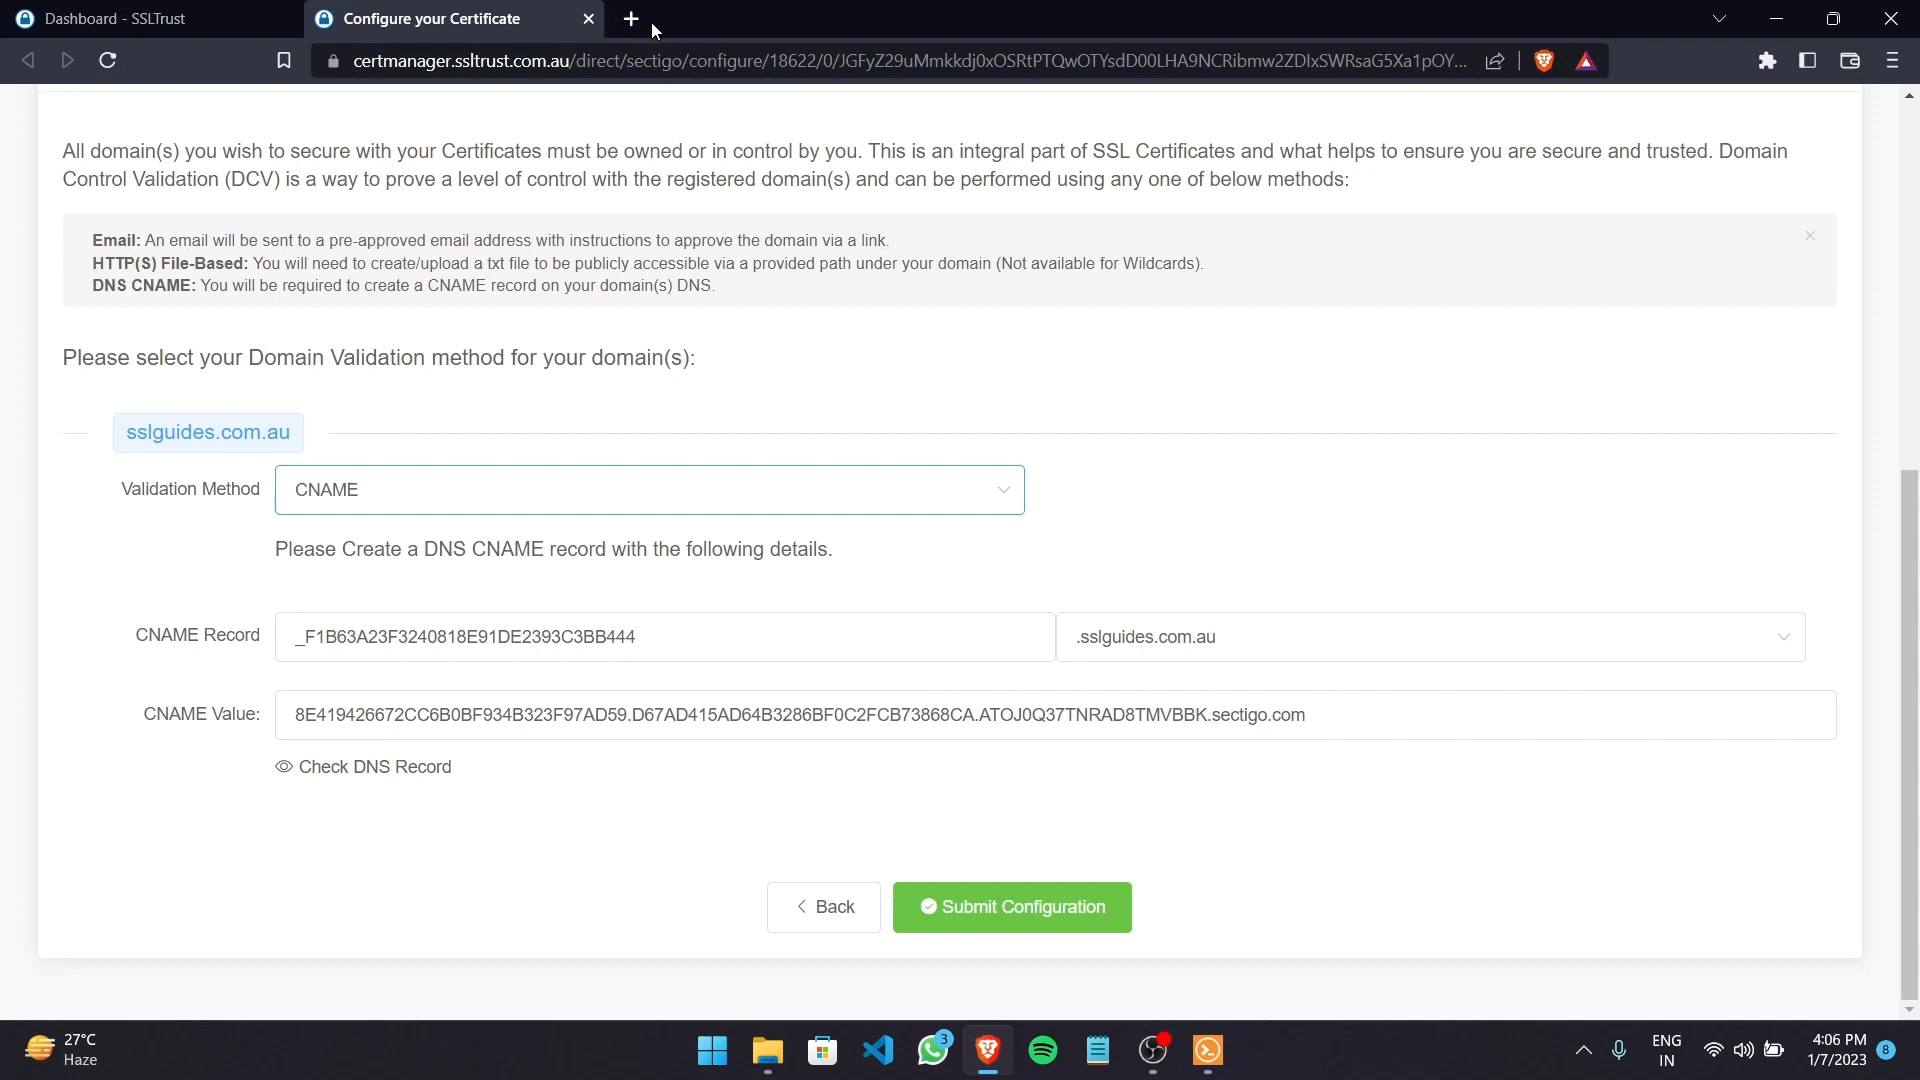 Dashboard - SSLTrust
Configure your Certificate
certmanager.ssltrust.com.au/direct/sectigo/configure/18622/0/JGFyZ29uMmkkdj0xOSRtPTQwOTYsdD00LHA9NCRibmw2ZDIxSWRsaG5Xa1pOY...
All domain(s) you wish to secure with your Certificates must be owned or in control by you. This is an integral part of SSL Certificates and what helps to ensure you are secure and trusted. Domain
Control Validation (DCV) is a way to prove a level of control with the registered domain(s) and can be performed using any one of below methods:
Email: An email will be sent to a pre-approved email address with instructions to approve the domain via a link.
HTTP(S) File-Based: You will need to create/upload a txt file to be publicly accessible via a provided path under your domain (Not available for Wildcards).
DNS CNAME: You will be required to create a CNAME record on your domain(s) DNS.
Please select your Domain Validation method for your domain(s):
sslguides.com.au
Validation Method
CNAME
Please Create a DNS CNAME record with the following details.
CNAME Record
_F1B63A23F3240818E91DE2393C3BB444
.sslguides.com.au
CNAME Value:
8E419426672CC6B0BF934B323F97AD59.D67AD415AD64B3286BF0C2FCB73868CA.ATOJ0Q37TNRAD8TMVBBK.sectigo.com
Check DNS Record
Back
Submit Configuration
27°C
Haze
3
ENG
IN
4:06 PM
1/7/2023
8